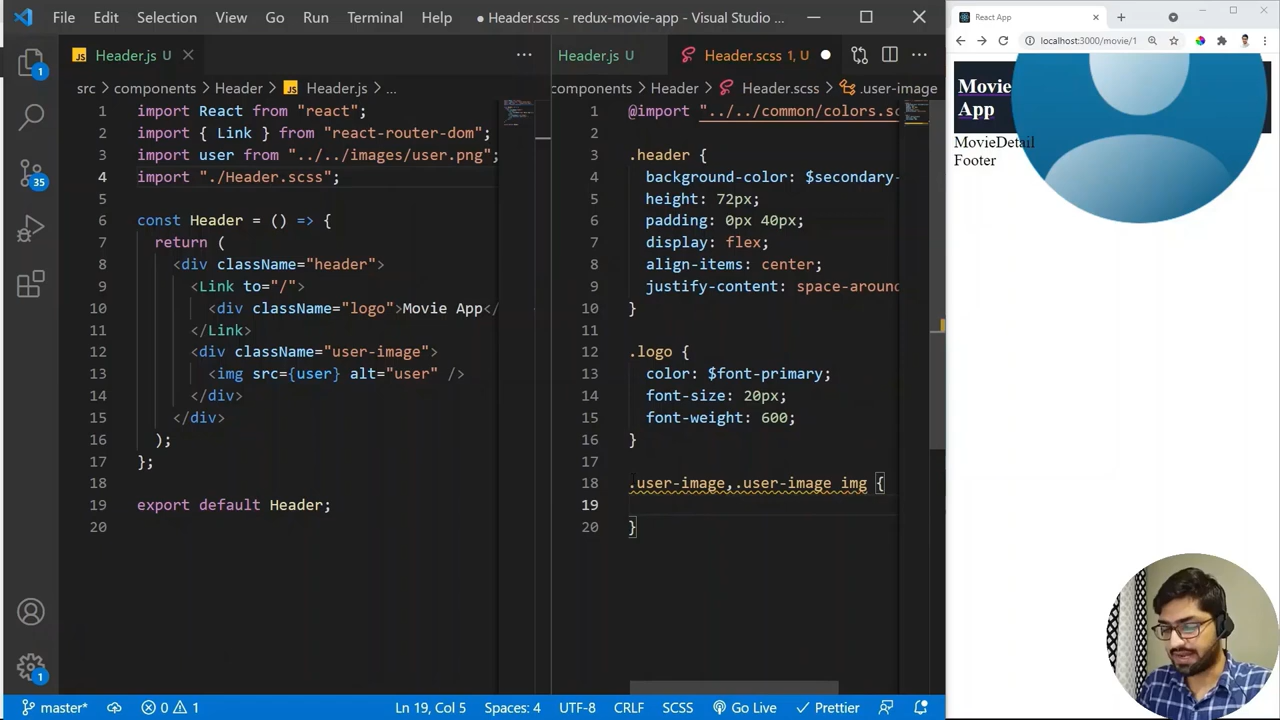 File Edit Selection View Go Run Terminal Help ● Header.scss - redux-movie-app - Visual Studio ...
Header.js U
src > components > Header > Header.js > ...
1 import React from "react";
2 import { Link } from "react-router-dom";
3 import user from "../../images/user.png";
4 import "./Header.scss";
5
6 const Header = () => {
7 return (
8 <div className="header">
9 <Link to="/">
10 <div className="logo">Movie App</
11 </Link>
12 <div className="user-image">
13 <img src={user} alt="user" />
14 </div>
15 </div>
16 );
17 };
18
19 export default Header;
20
Header.js U Header.scss 1, U
components > Header > Header.scss > .user-image
1 @import "../../common/colors.sc
2
3 .header {
4 background-color: $secondary-
5 height: 72px;
6 padding: 0px 40px;
7 display: flex;
8 align-items: center;
9 justify-content: space-around
10 }
11
12 .logo {
13 color: $font-primary;
14 font-size: 20px;
15 font-weight: 600;
16 }
17
18 .user-image,.user-image img {
19
20 }
1
35
1
master* 0 1 Ln 19, Col 5 Spaces: 4 UTF-8 CRLF SCSS Go Live Prettier
React App
localhost:3000/movie/1
Movie
App
MovieDetail
Footer